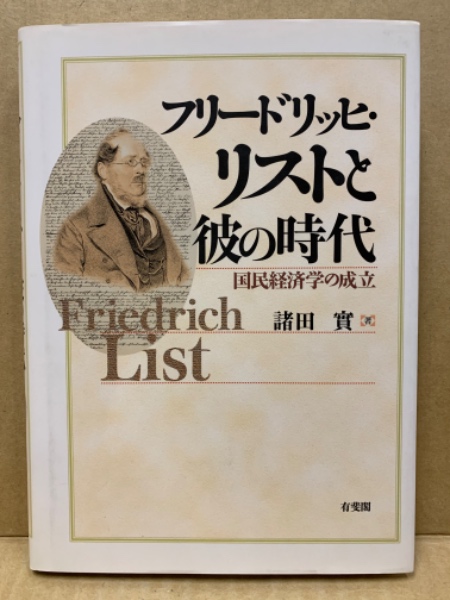 フリードリッヒ・
リストと
彼の時代
国民経済学の成立
Friedrich
List
諸田 實 著
有斐閣